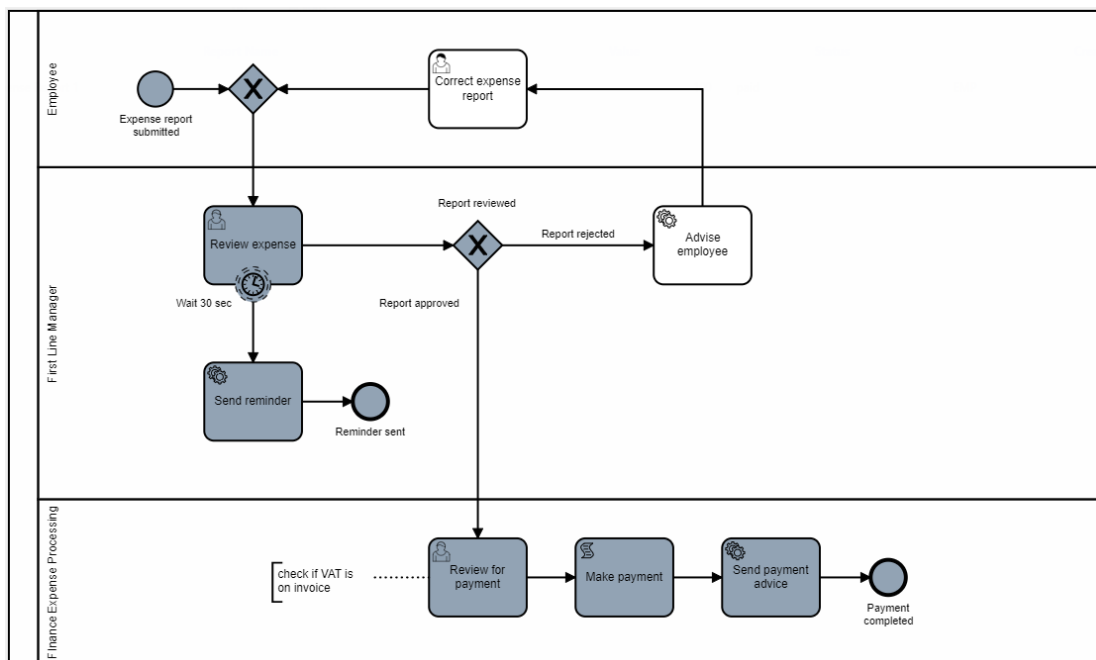 Employee
Expense report
submitted
Correct expense
report
First Line Manager
Review expense
Wait 30 sec
Send reminder
Reminder sent
Report reviewed
Report rejected
Report approved
Advise
employee
FInance Expense Processing
check if VAT is
on invoice
Review for
payment
Make payment
Send payment
advice
Payment
completed